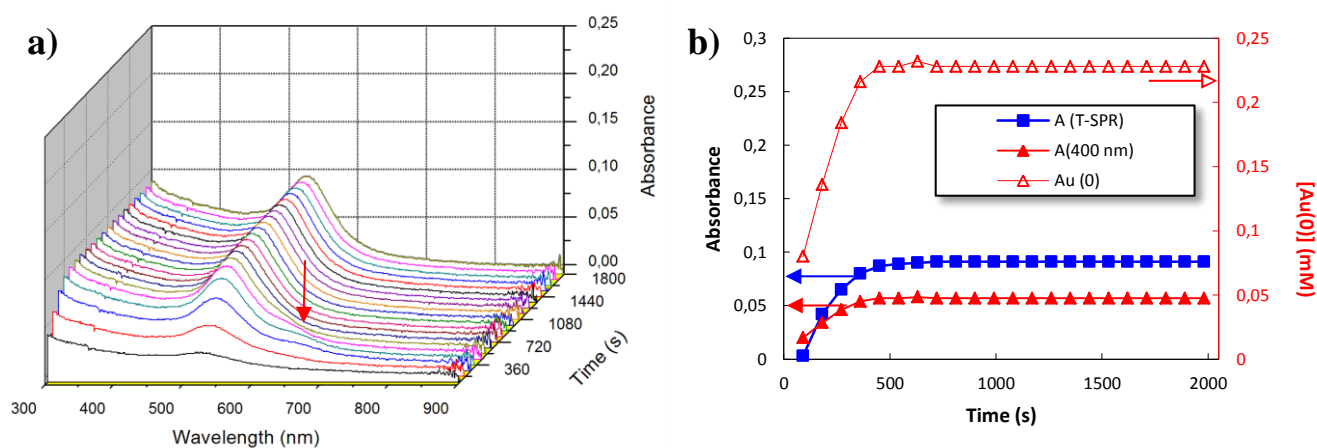 a)
0,25
0,20
0,15
0,10
0,05
0,00
Absorbance
1800
1440
1080
720
360
Time (s)
300 400 500 600 700 800 900
Wavelength (nm)
b)
0,3
0,25
0,2
0,15
0,1
0,05
0
Absorbance
A (T-SPR)
A(400 nm)
Au (0)
0,25
0,2
0,15
0,1
0,05
0
[Au(0)] (mM)
0 500 1000 1500 2000
Time (s)